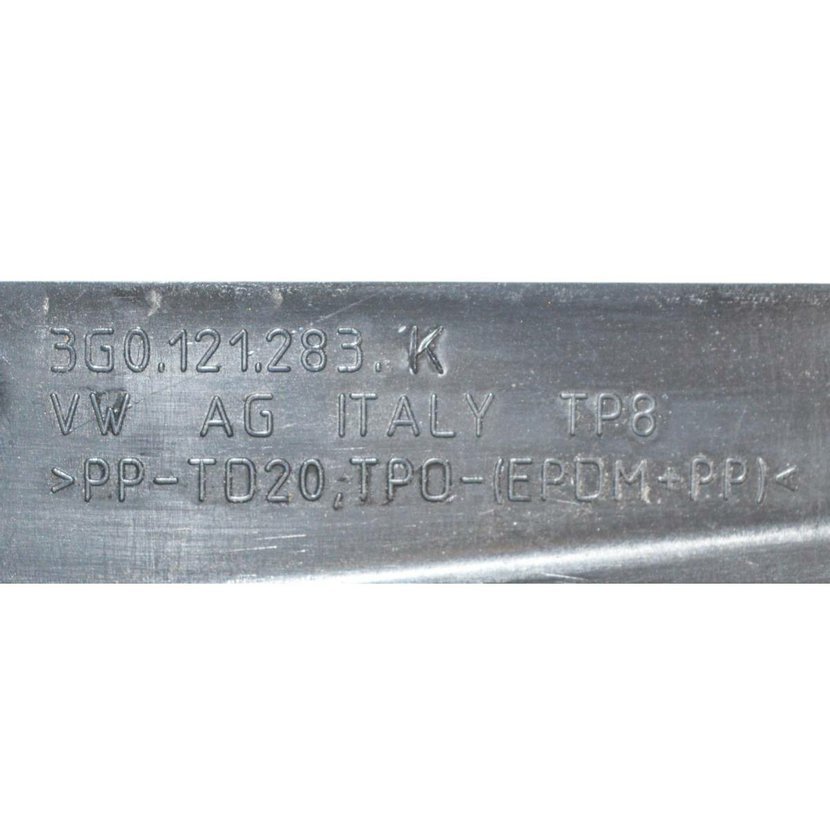 3G0.121.283. K
VW AG ITALY TP8
>PP-TD20,TPO-(EPDM+PP)<